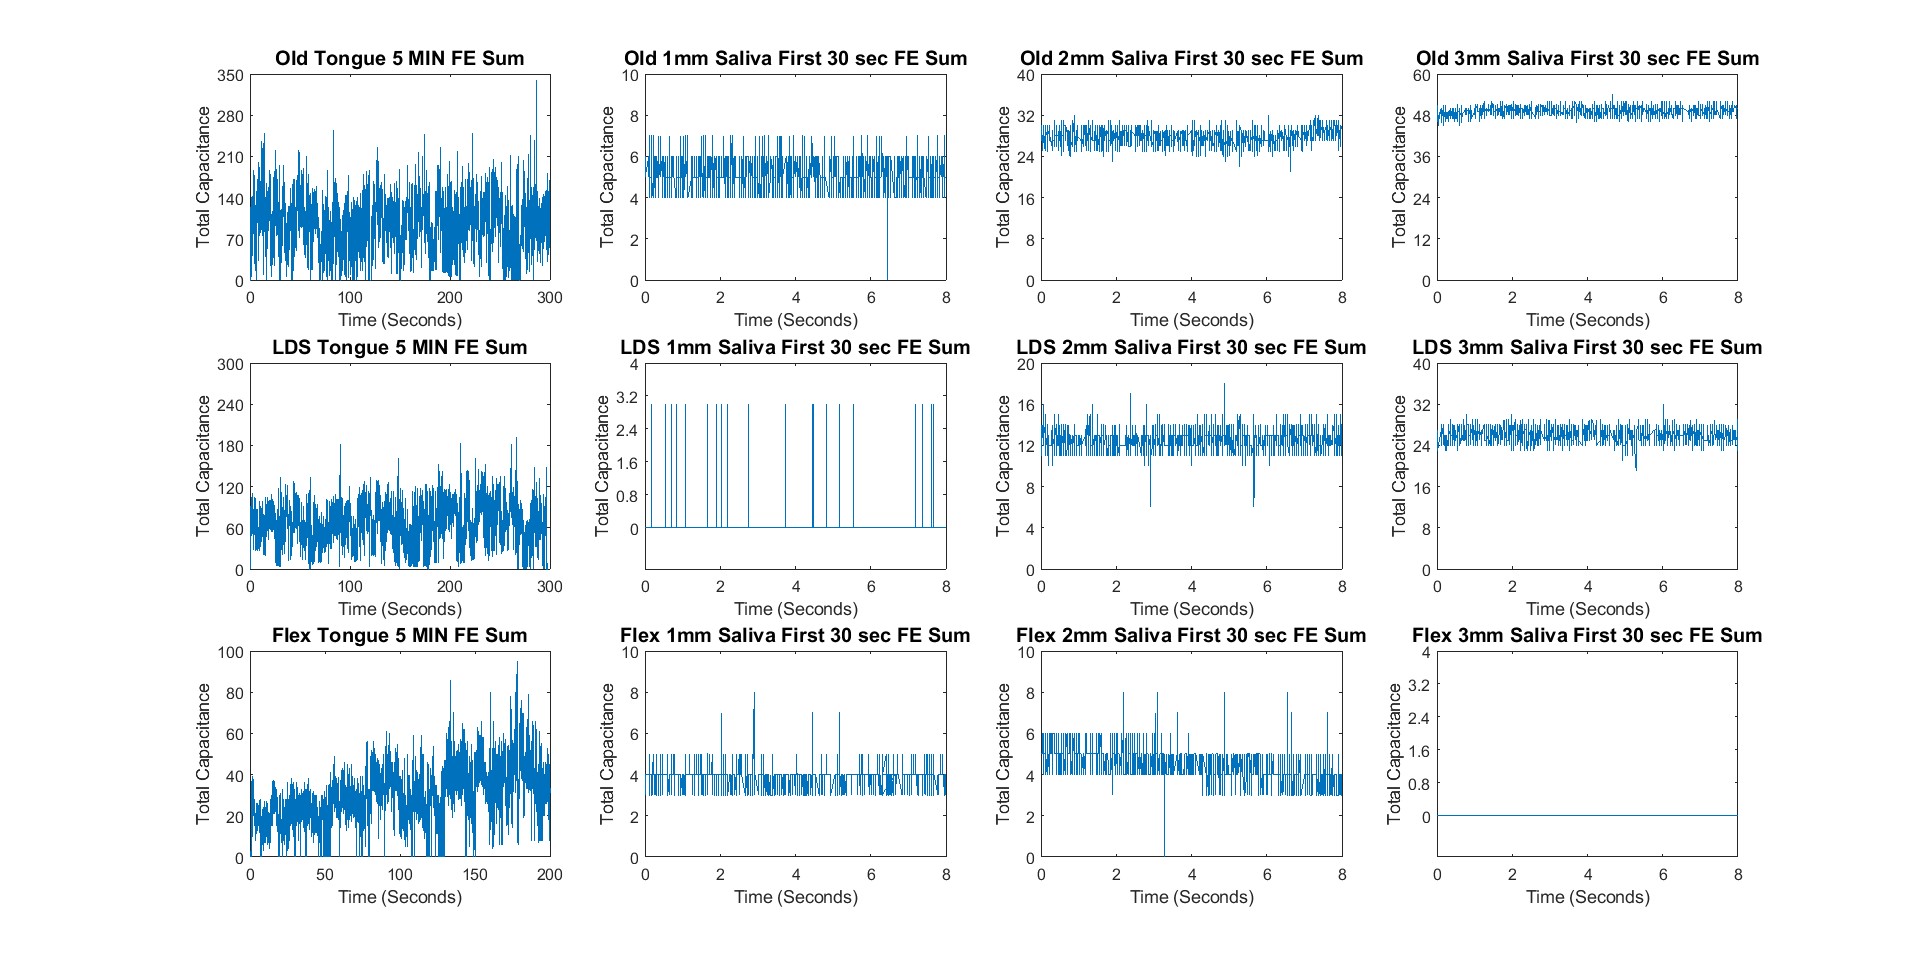 Old Tongue 5 MIN FE Sum
Total Capacitance
350
280
210
140
70
0
0 100 200 300
Time (Seconds)
Old 1mm Saliva First 30 sec FE Sum
Total Capacitance
10
8
6
4
2
0
0 2 4 6 8
Time (Seconds)
Old 2mm Saliva First 30 sec FE Sum
Total Capacitance
40
32
24
16
8
0
0 2 4 6 8
Time (Seconds)
Old 3mm Saliva First 30 sec FE Sum
Total Capacitance
60
48
36
24
12
0
0 2 4 6 8
Time (Seconds)
LDS Tongue 5 MIN FE Sum
Total Capacitance
300
240
180
120
60
0
0 100 200 300
Time (Seconds)
LDS 1mm Saliva First 30 sec FE Sum
Total Capacitance
4
3.2
2.4
1.6
0.8
0
0 2 4 6 8
Time (Seconds)
LDS 2mm Saliva First 30 sec FE Sum
Total Capacitance
20
16
12
8
4
0
0 2 4 6 8
Time (Seconds)
LDS 3mm Saliva First 30 sec FE Sum
Total Capacitance
40
32
24
16
8
0
0 2 4 6 8
Time (Seconds)
Flex Tongue 5 MIN FE Sum
Total Capacitance
100
80
60
40
20
0
0 50 100 150 200
Time (Seconds)
Flex 1mm Saliva First 30 sec FE Sum
Total Capacitance
10
8
6
4
2
0
0 2 4 6 8
Time (Seconds)
Flex 2mm Saliva First 30 sec FE Sum
Total Capacitance
10
8
6
4
2
0
0 2 4 6 8
Time (Seconds)
Flex 3mm Saliva First 30 sec FE Sum
Total Capacitance
4
3.2
2.4
1.6
0.8
0
0 2 4 6 8
Time (Seconds)